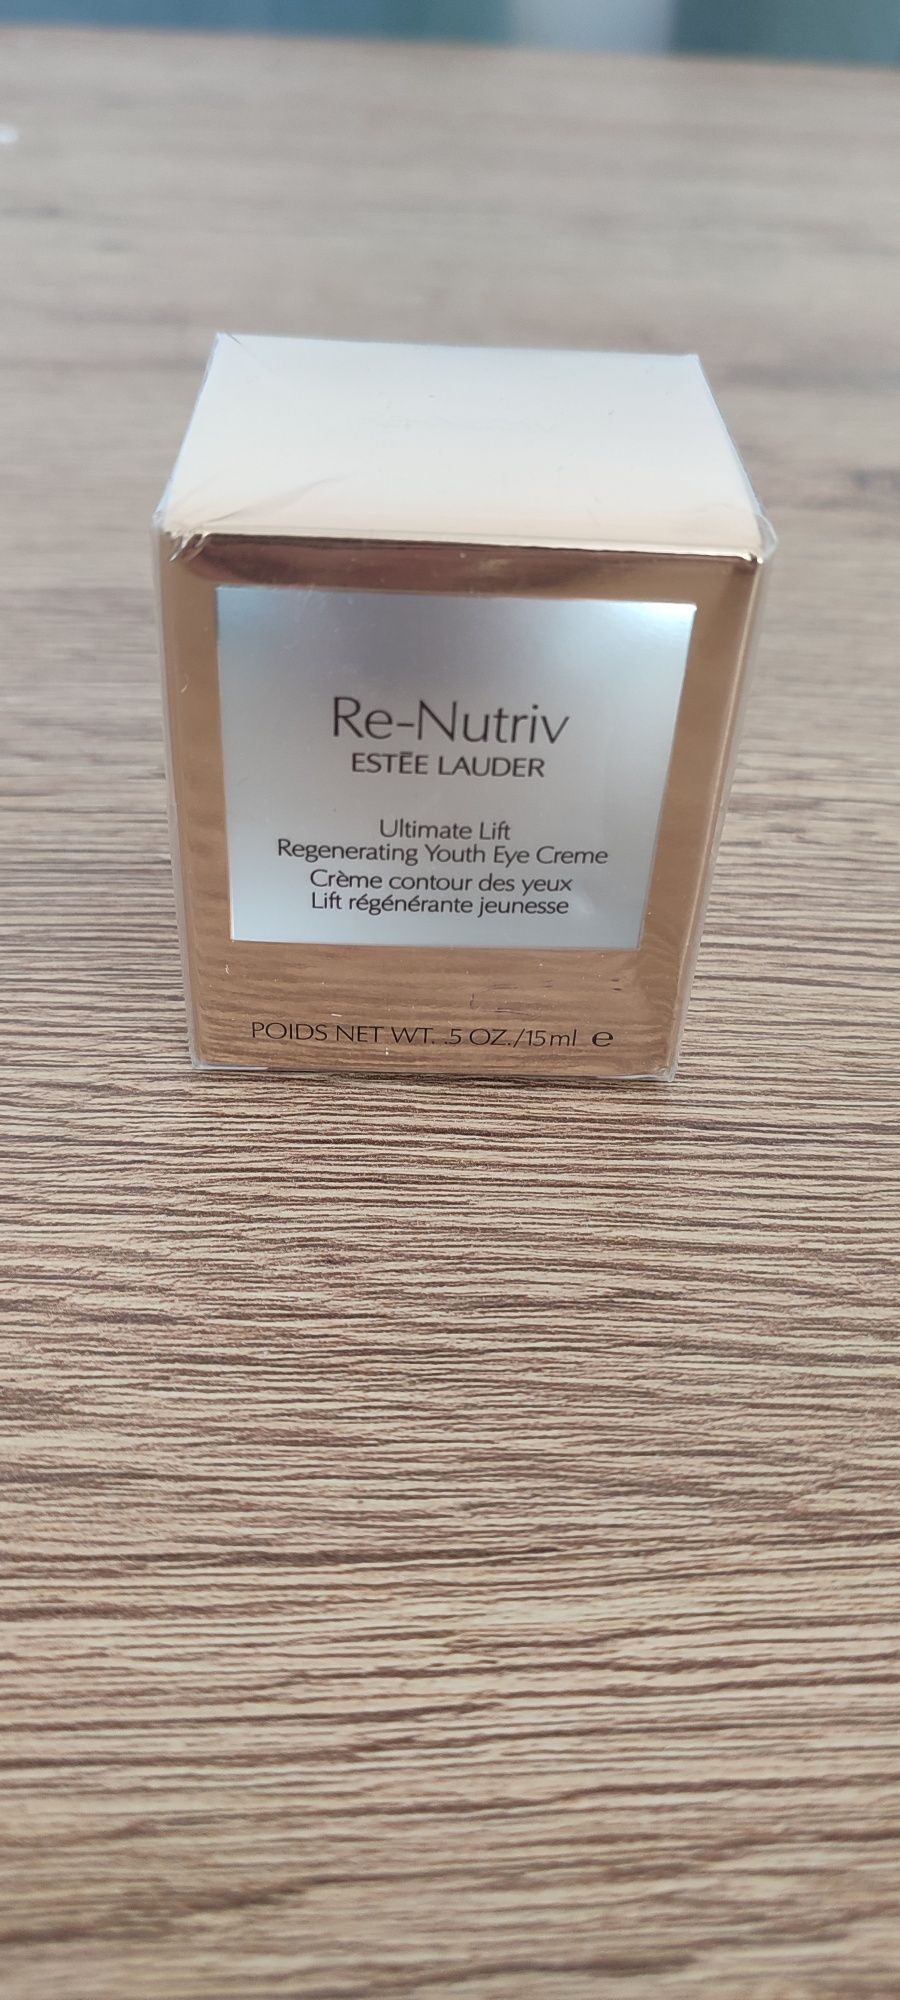 Re-Nutriv
ESTĒE LAUDER
Ultimate Lift
Regenerating Youth Eye Creme
Crème contour des yeux
Lift régénérante jeunesse
POIDS NET WT. .5 OZ./15ml ℮